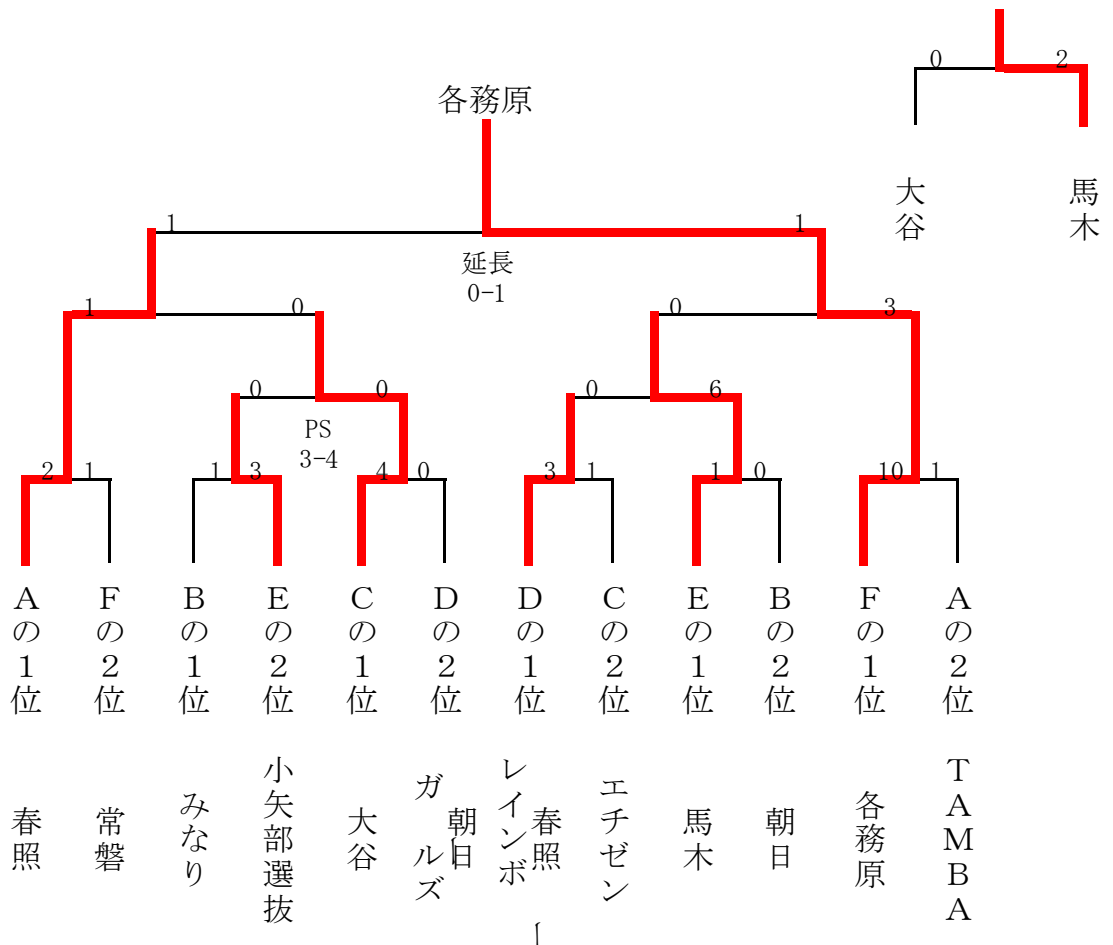 0 2
各務原
大谷
馬木
1 1
延長
0-1
1 0 0 3
0 0 0 6
PS
3-4
2 1 1 3 4 0 3 1 1 0 10 1
Aの1位
Fの2位
Bの1位
Eの2位
Cの1位
Dの2位
Dの1位
Cの2位
Eの1位
Bの2位
Fの1位
Aの2位
春照
常磐
みなり
小矢部選抜
大谷
朝日
ガールズ
春照
レインボー
エチゼン
馬木
朝日
各務原
TAMBA